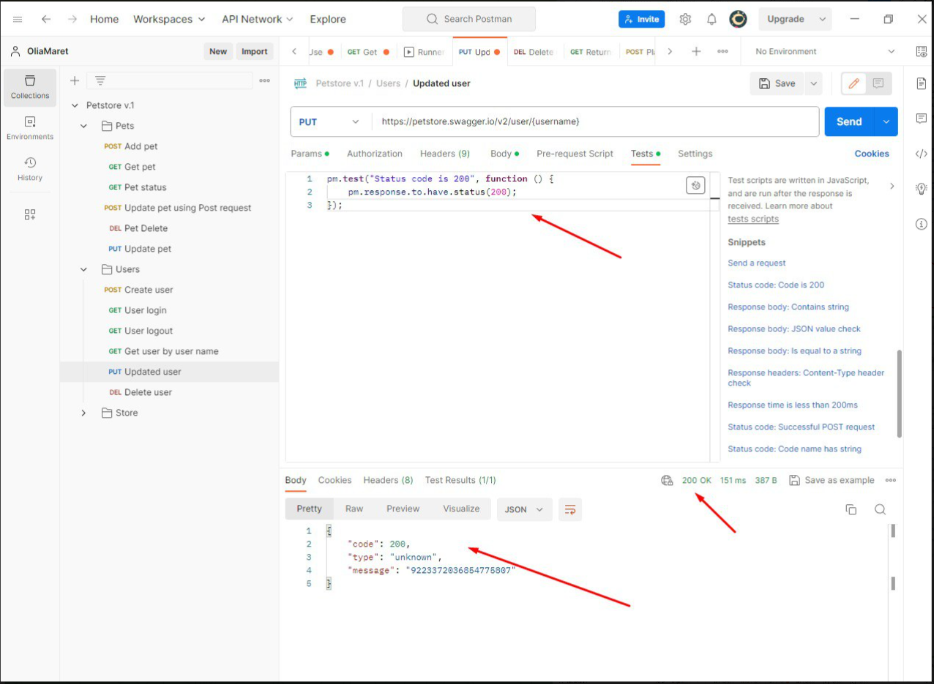 Home Workspaces API Network Explore Search Postman Invite Upgrade
OliaMaret New Import GET Get Runner PUT Upd DEL Delete GET Return POST No Environment
Collections
Environments
History
Petstore v.1
Pets
POST Add pet
GET Get pet
GET Pet status
POST Update pet using Post request
DEL Pet Delete
PUT Update pet
Users
POST Create user
GET User login
GET User logout
GET Get user by user name
PUT Updated user
DEL Delete user
Store
HTTP Petstore v.1 / Users / Updated user Save
PUT https://petstore.swagger.io/v2/user/{username} Send
Params Authorization Headers (9) Body Pre-request Script Tests Settings Cookies
1 pm.test("Status code is 200", function () {
2 pm.response.to.have.status(200);
3 });
Test scripts are written in JavaScript,
and are run after the response is
received. Learn more about
tests scripts
Snippets
Send a request
Status code: Code is 200
Response body: Contains string
Response body: JSON value check
Response body: Is equal to a string
Response headers: Content-Type header
check
Response time is less than 200ms
Status code: Successful POST request
Status code: Code name has string
Body Cookies Headers (8) Test Results (1/1) 200 OK 151 ms 387 B Save as example
Pretty Raw Preview Visualize JSON
1 {
2 "code": 200,
3 "type": "unknown",
4 "message": "9223372036854775807"
5 }